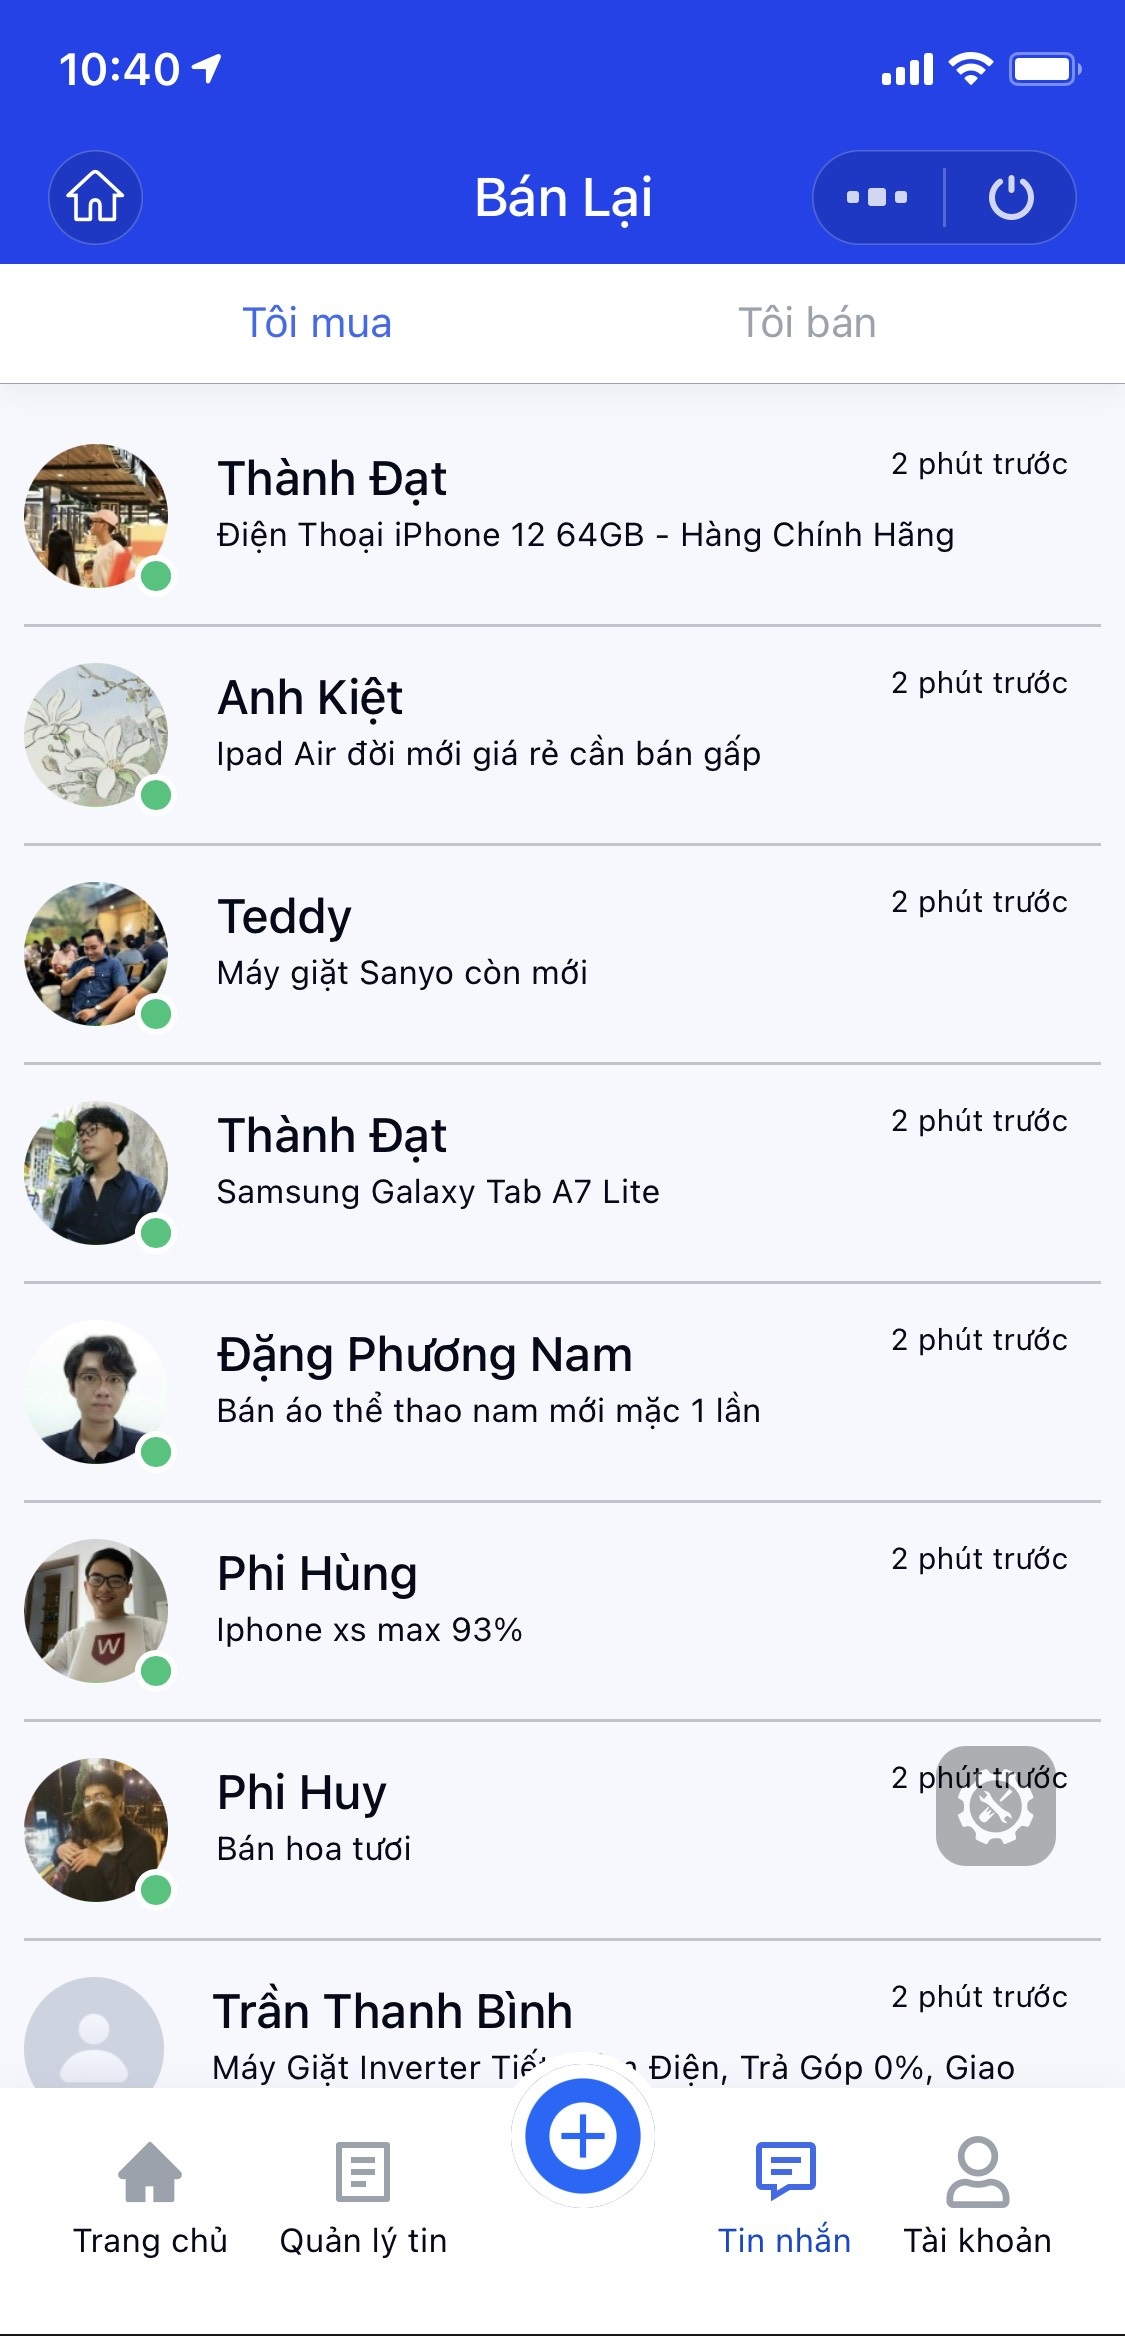 10:40
Bán Lại
Tôi mua
Tôi bán
Thành Đạt
2 phút trước
Điện Thoại iPhone 12 64GB - Hàng Chính Hãng
Anh Kiệt
2 phút trước
Ipad Air đời mới giá rẻ cần bán gấp
Teddy
2 phút trước
Máy giặt Sanyo còn mới
Thành Đạt
2 phút trước
Samsung Galaxy Tab A7 Lite
Đặng Phương Nam
2 phút trước
Bán áo thể thao nam mới mặc 1 lần
Phi Hùng
2 phút trước
Iphone xs max 93%
W
Phi Huy
2 phút trước
Bán hoa tươi
Trần Thanh Bình
2 phút trước
Máy Giặt Inverter Điện, Trả Góp 0%, Giao
Trang chủ
Quản lý tin
Tin nhắn
Tài khoản